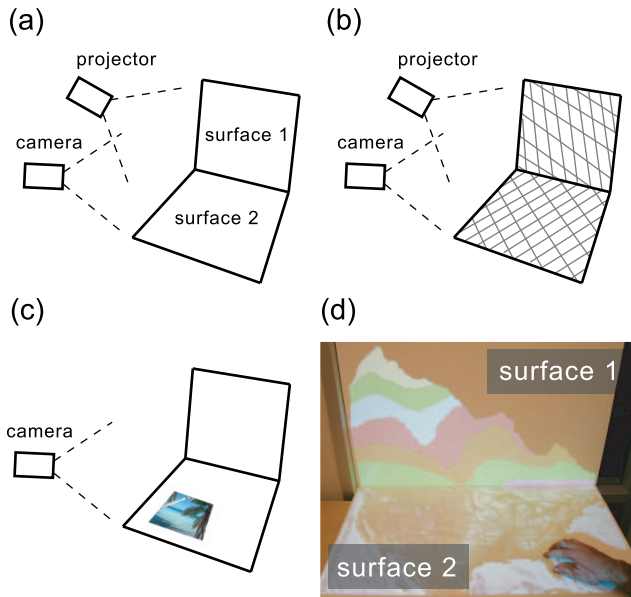 (a)
projector
camera
surface 1
surface 2
(b)
projector
camera
(c)
camera
(d)
surface 1
surface 2